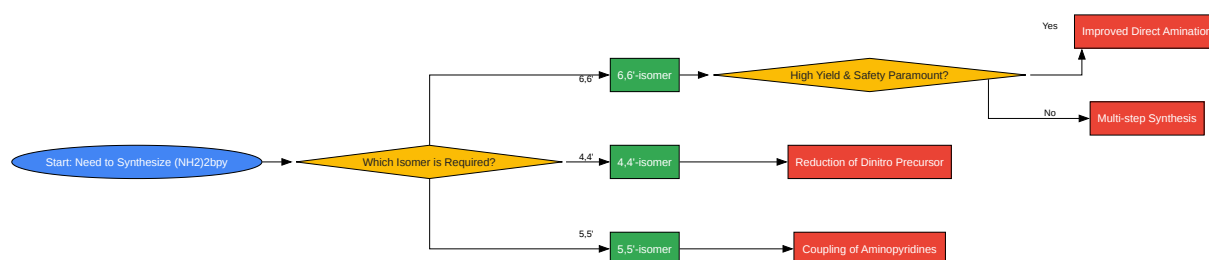 Start: Need to Synthesize (NH2)2bpy
Which Isomer is Required?
6,6'
6,6'-isomer
High Yield & Safety Paramount?
Yes
Improved Direct Amination
No
Multi-step Synthesis
4,4'
4,4'-isomer
Reduction of Dinitro Precursor
5,5'
5,5'-isomer
Coupling of Aminopyridines